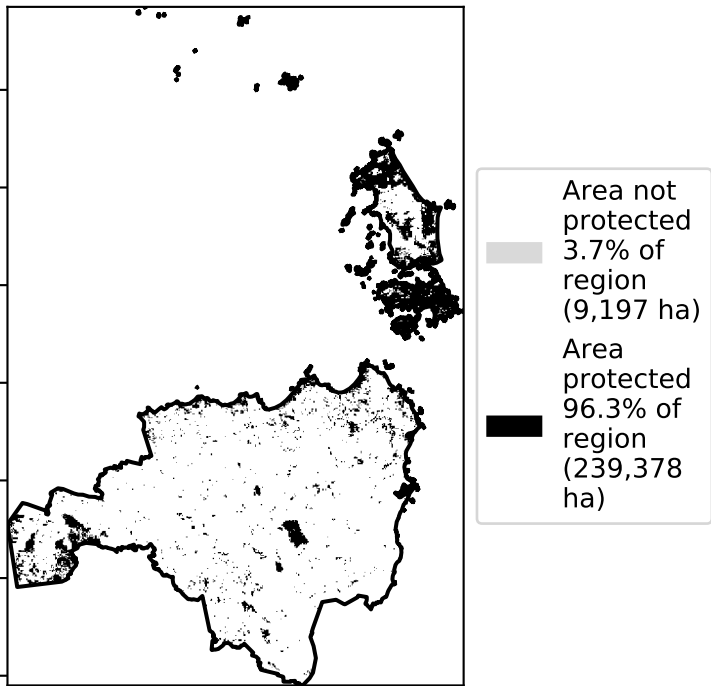 Area not
protected
3.7% of
region
(9,197 ha)
Area
protected
96.3% of
region
(239,378
ha)